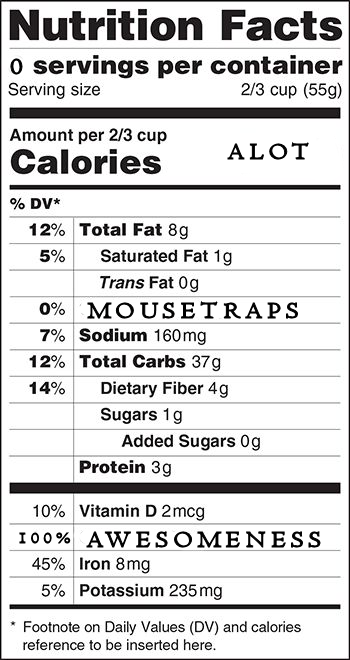 Nutrition Facts
0 servings per container
Serving size 2/3 cup (55g)
Amount per 2/3 cup
Calories ALOT
% DV*
12% Total Fat 8g
5% Saturated Fat 1g
Trans Fat 0g
0% MOUSETRAPS
7% Sodium 160mg
12% Total Carbs 37g
14% Dietary Fiber 4g
Sugars 1g
Added Sugars 0g
Protein 3g
10% Vitamin D 2mcg
100% AWESOMENESS
45% Iron 8mg
5% Potassium 235mg
* Footnote on Daily Values (DV) and calories
reference to be inserted here.